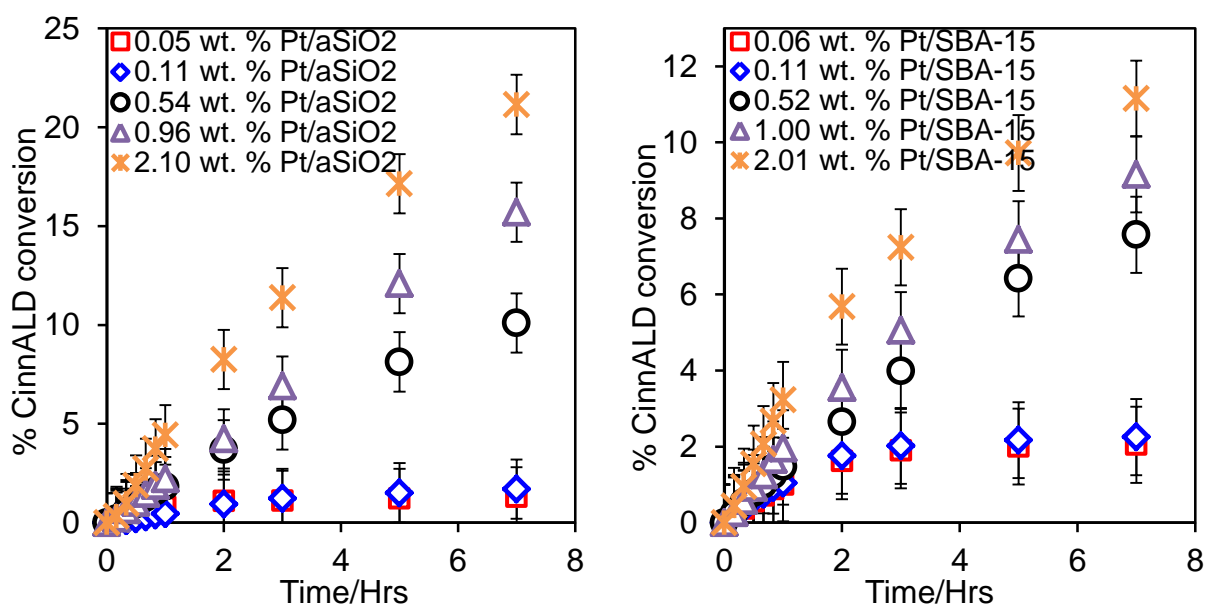 % CinnALD conversion
25
20
15
10
5
0
0.05 wt. % Pt/aSiO2
0.11 wt. % Pt/aSiO2
0.54 wt. % Pt/aSiO2
0.96 wt. % Pt/aSiO2
2.10 wt. % Pt/aSiO2
0 2 4 6 8
Time/Hrs
% CinnALD conversion
12
10
8
6
4
2
0
0.06 wt. % Pt/SBA-15
0.11 wt. % Pt/SBA-15
0.52 wt. % Pt/SBA-15
1.00 wt. % Pt/SBA-15
2.01 wt. % Pt/SBA-15
0 2 4 6 8
Time/Hrs